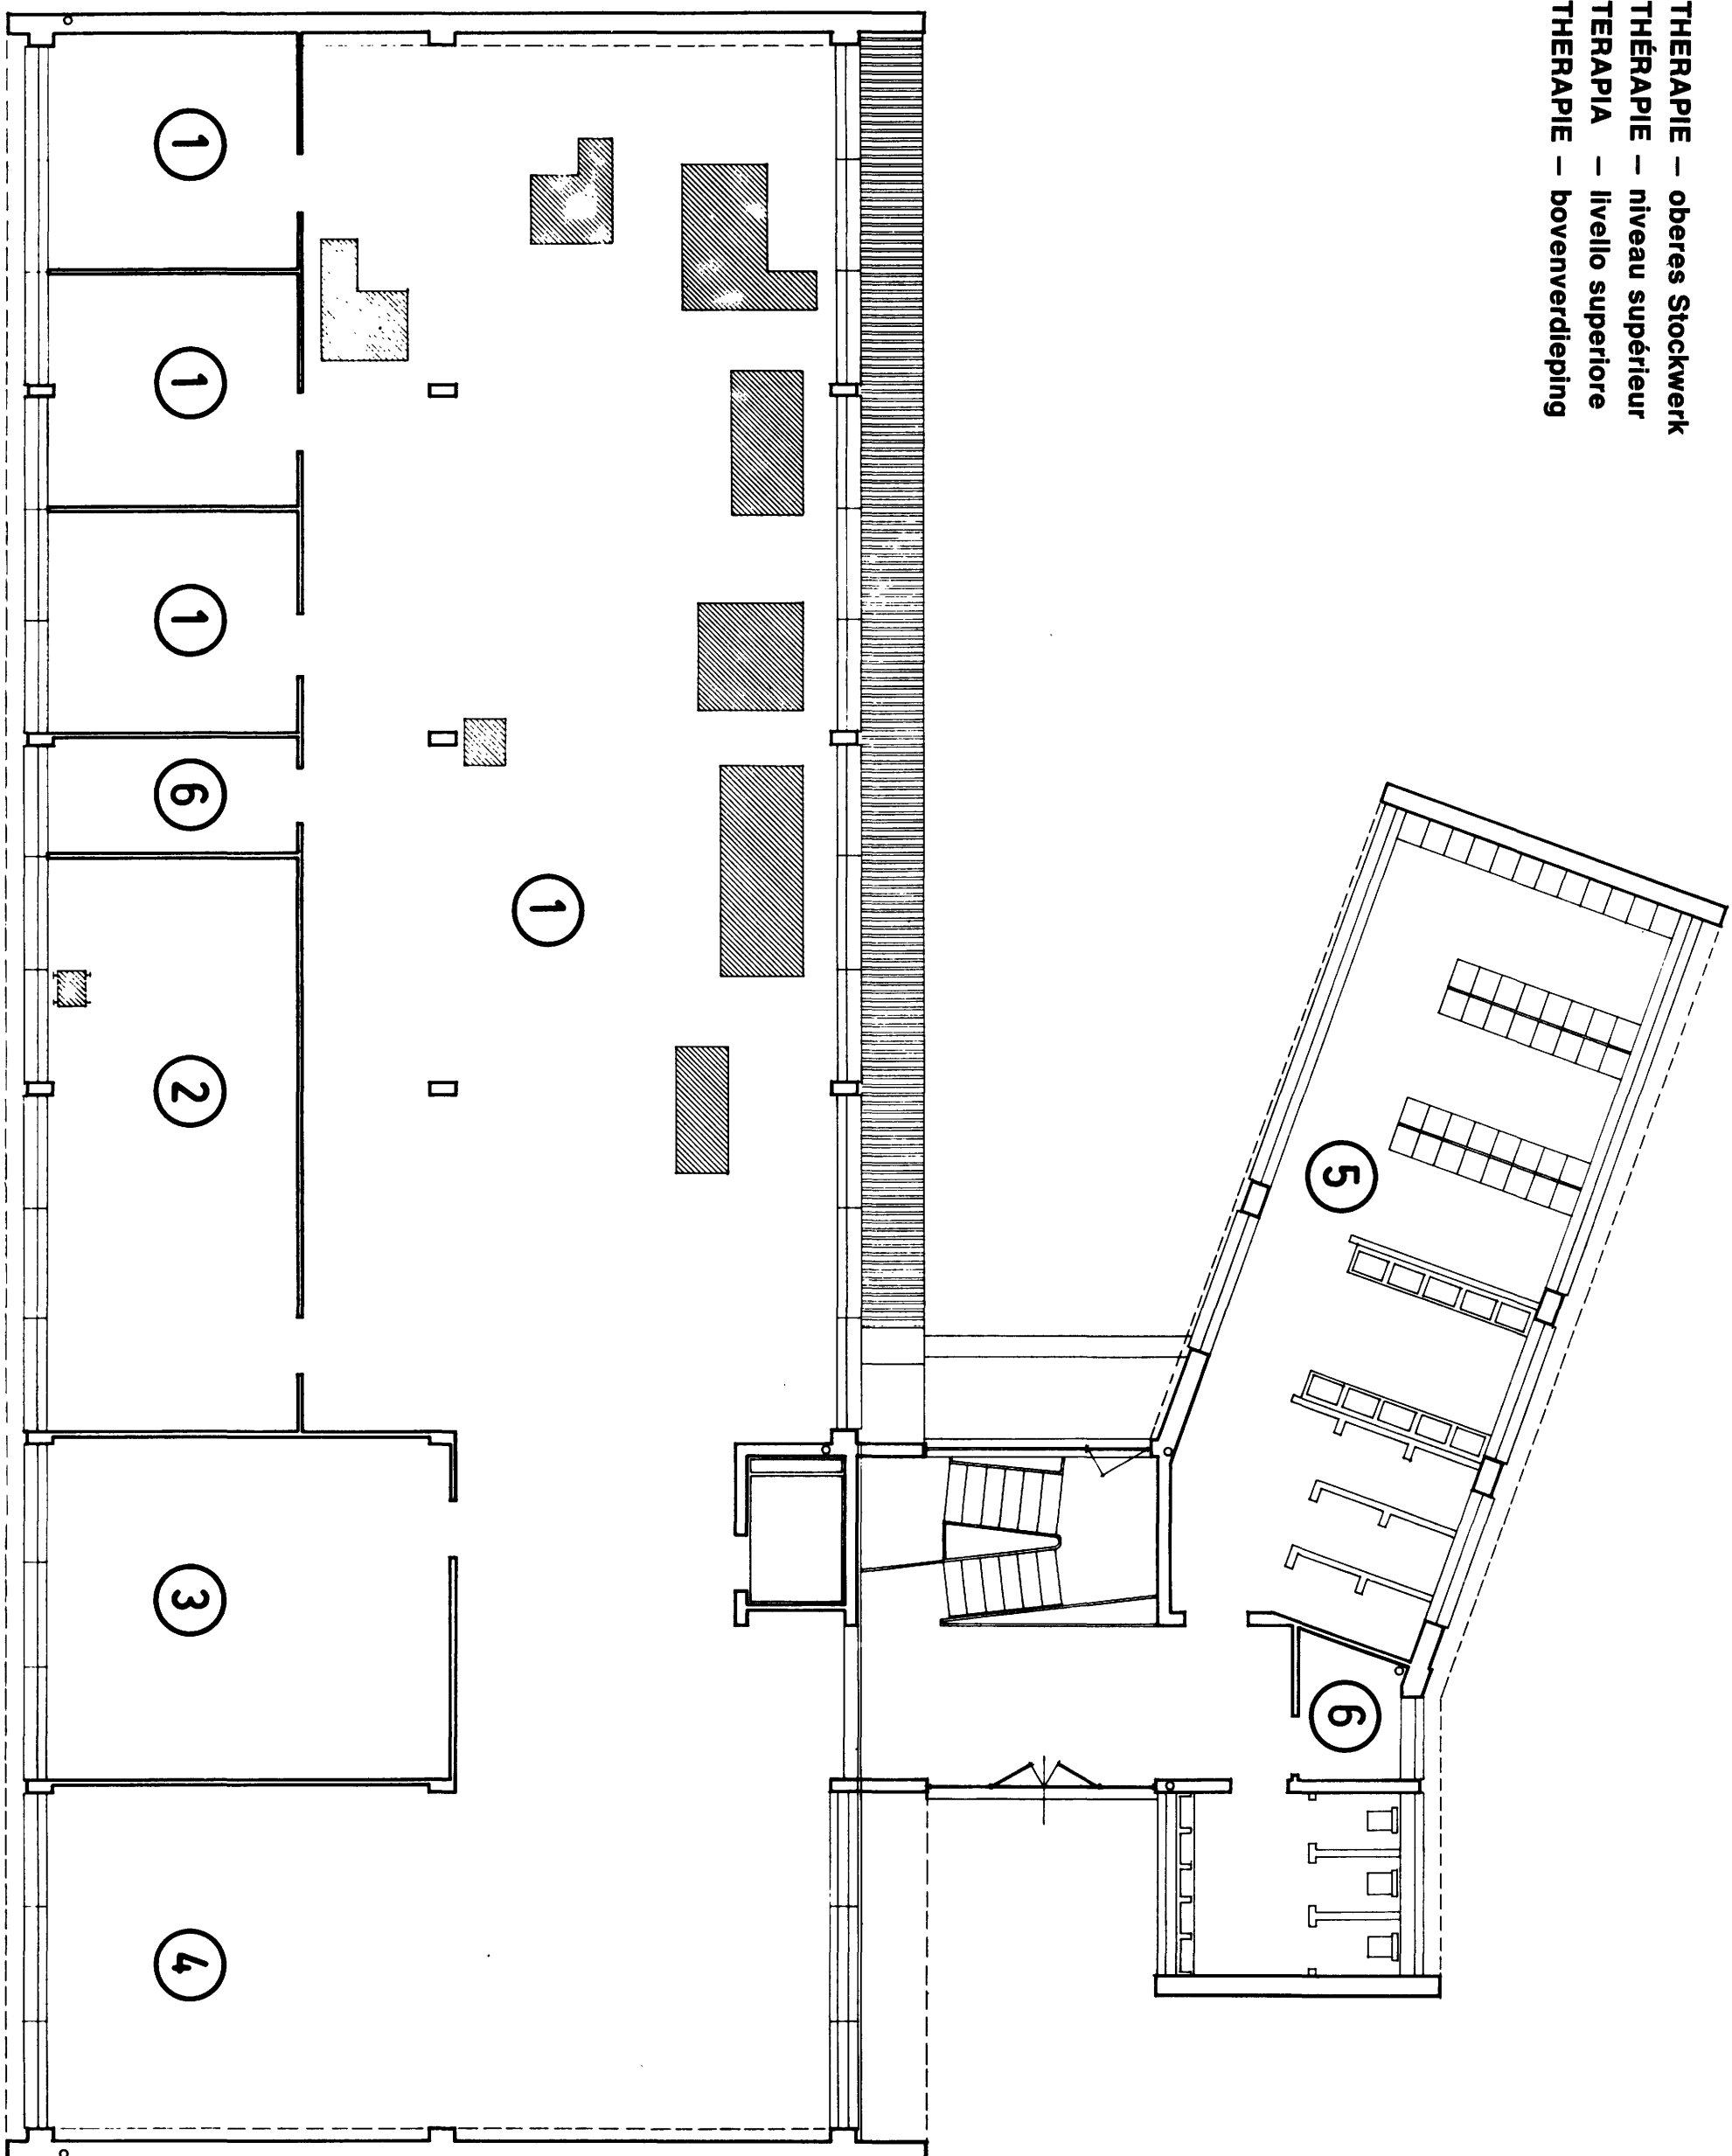 THERAPIE – oberes Stockwerk
THÉRAPIE – niveau supérieur
TERAPIA – livello superiore
THERAPIE – bovenverdieping
1
1
1
6
2
3
4
1
5
6